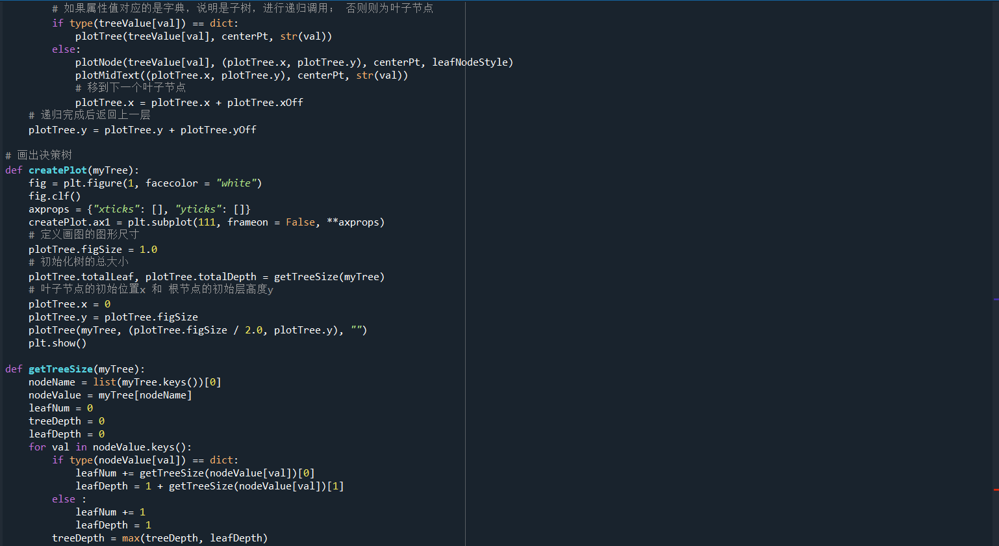 # 如果属性值对应的是字典，说明是子树，进行递归调用； 否则则为叶子节点
if type(treeValue[val]) == dict:
plotTree(treeValue[val], centerPt, str(val))
else:
plotNode(treeValue[val], (plotTree.x, plotTree.y), centerPt, leafNodeStyle)
plotMidText((plotTree.x, plotTree.y), centerPt, str(val))
# 移到下一个叶子节点
plotTree.x = plotTree.x + plotTree.xOff
# 递归完成后返回上一层
plotTree.y = plotTree.y + plotTree.yOff
# 画出决策树
def createPlot(myTree):
fig = plt.figure(1, facecolor = "white")
fig.clf()
axprops = {"xticks": [], "yticks": []}
createPlot.ax1 = plt.subplot(111, frameon = False, **axprops)
# 定义画图的图形尺寸
plotTree.figSize = 1.0
# 初始化树的总大小
plotTree.totalLeaf, plotTree.totalDepth = getTreeSize(myTree)
# 叶子节点的初始位置x 和 根节点的初始层高度y
plotTree.x = 0
plotTree.y = plotTree.figSize
plotTree(myTree, (plotTree.figSize / 2.0, plotTree.y), "")
plt.show()
def getTreeSize(myTree):
nodeName = list(myTree.keys())[0]
nodeValue = myTree[nodeName]
leafNum = 0
treeDepth = 0
leafDepth = 0
for val in nodeValue.keys():
if type(nodeValue[val]) == dict:
leafNum += getTreeSize(nodeValue[val])[0]
leafDepth = 1 + getTreeSize(nodeValue[val])[1]
else :
leafNum += 1
leafDepth = 1
treeDepth = max(treeDepth, leafDepth)